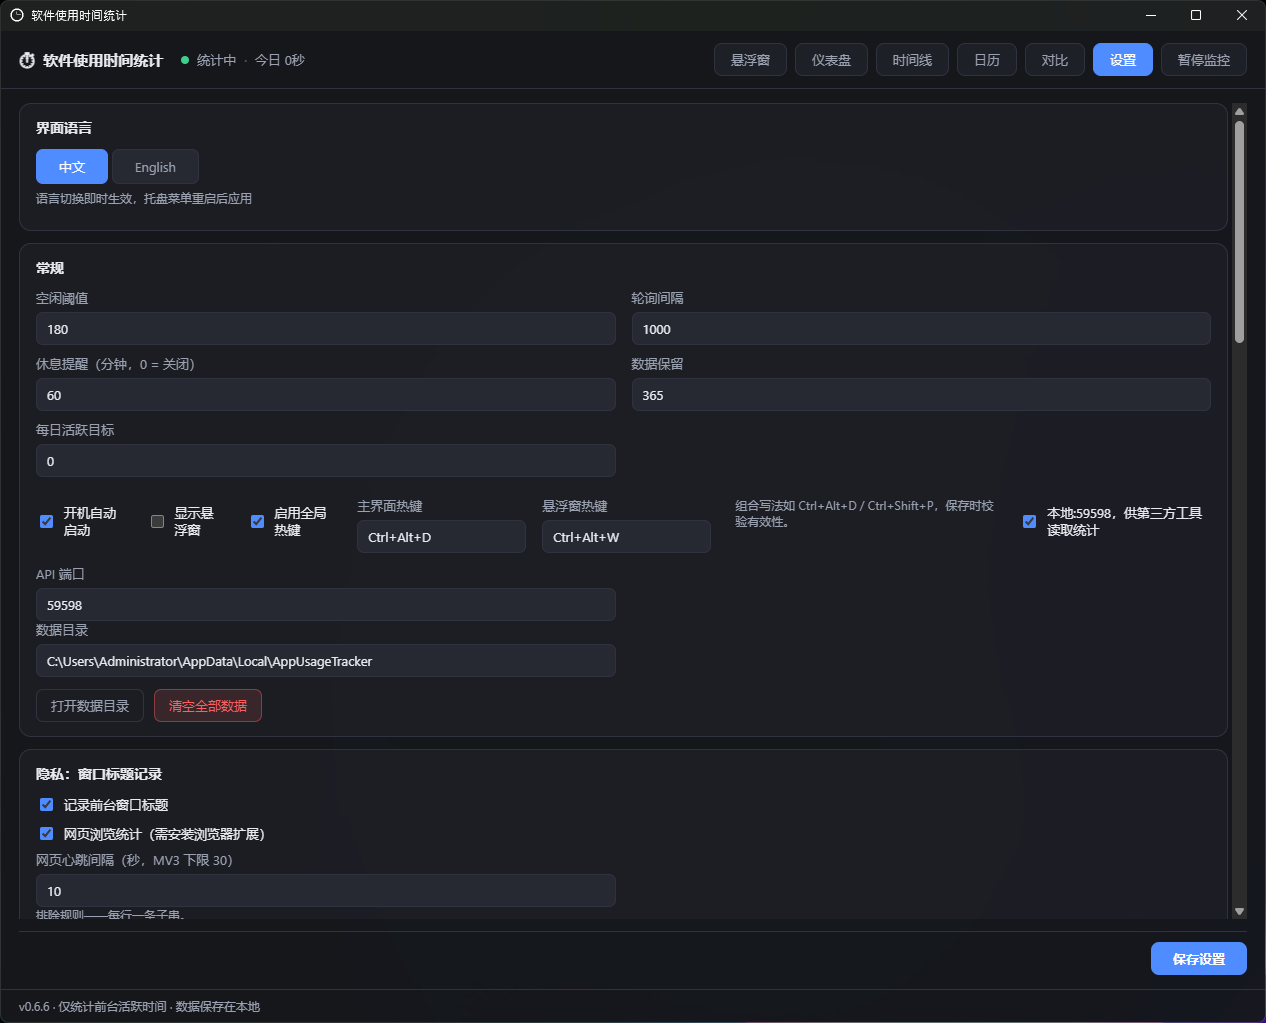 软件使用时间统计
软件使用时间统计 统计中 · 今日 0秒 悬浮窗 仪表盘 时间线 日历 对比 设置 暂停监控
界面语言
中文 English
语言切换即时生效，托盘菜单重启后应用
常规
空闲阈值 轮询间隔
180 1000
休息提醒（分钟，0 = 关闭） 数据保留
60 365
每日活跃目标
0
开机自动
启动
显示悬
浮窗
启用全局
热键
主界面热键
Ctrl+Alt+D
悬浮窗热键
Ctrl+Alt+W
组合写法如 Ctrl+Alt+D / Ctrl+Shift+P，保存时校
验有效性。
本地:59598，供第三方工具
读取统计
API 端口
59598
数据目录
C:\Users\Administrator\AppData\Local\AppUsageTracker
打开数据目录 清空全部数据
隐私：窗口标题记录
记录前台窗口标题
网页浏览统计（需安装浏览器扩展）
网页心跳间隔（秒，MV3 下限 30）
10
排除规则——每行一条子串。
保存设置
v0.6.6 · 仅统计前台活跃时间 · 数据保存在本地